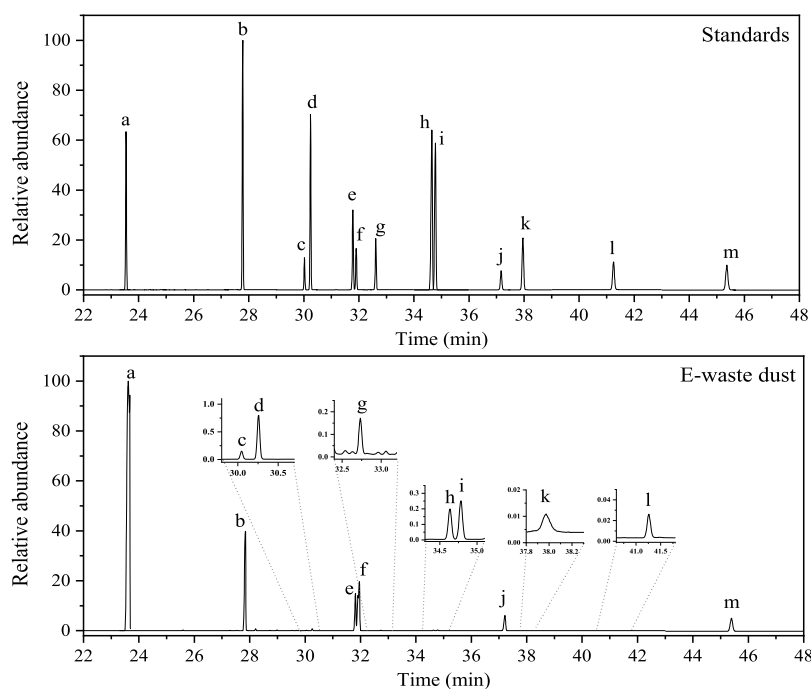 Standards
Relative abundance
100
80
60
40
20
0
a
b
c
d
e
f
g
h
i
j
k
l
m
22 24 26 28 30 32 34 36 38 40 42 44 46 48
Time (min)
E-waste dust
Relative abundance
100
80
60
40
20
0
a
b
c
d
1.0
0.5
0.0
30.0 30.5
g
0.2
0.1
0.0
32.5 33.0
e
f
h
i
0.3
0.2
0.1
0.0
34.5 35.0
j
k
0.02
0.01
0.00
37.8 38.0 38.2
l
0.04
0.02
0.00
41.0 41.5
m
22 24 26 28 30 32 34 36 38 40 42 44 46 48
Time (min)